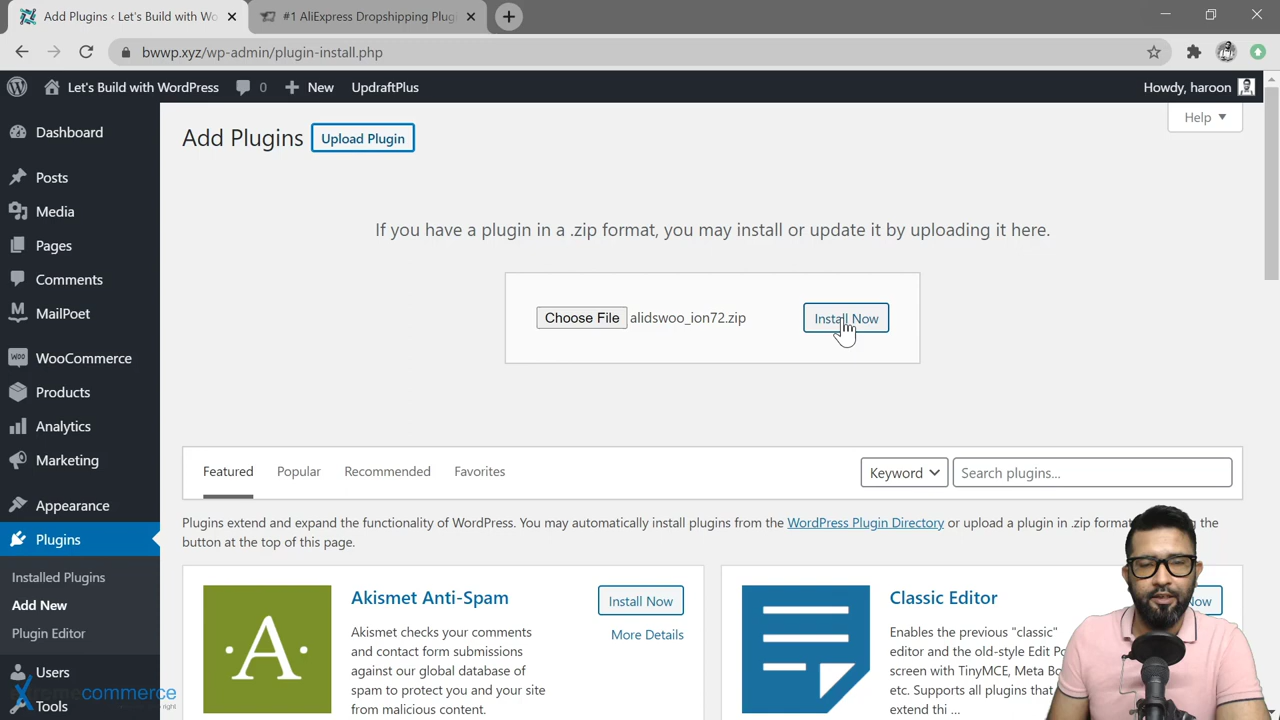 Add Plugins ‹ Let's Build with Wo
#1 AliExpress Dropshipping Plugi
bwwp.xyz/wp-admin/plugin-install.php
Let's Build with WordPress
0
New
UpdraftPlus
Howdy, haroon
Help
Dashboard
Posts
Media
Pages
Comments
MailPoet
WooCommerce
Products
Analytics
Marketing
Appearance
Plugins
Installed Plugins
Add New
Plugin Editor
Users
Tools
commerce
Add Plugins
Upload Plugin
If you have a plugin in a .zip format, you may install or update it by uploading it here.
Choose File alidswoo_ion72.zip
Install Now
Featured
Popular
Recommended
Favorites
Keyword
Search plugins...
Plugins extend and expand the functionality of WordPress. You may automatically install plugins from the WordPress Plugin Directory or upload a plugin in .zip format the
button at the top of this page.
Akismet Anti-Spam
Install Now
More Details
Akismet checks your comments
and contact form submissions
against our global database of
spam to protect you and your site
from malicious content.
Classic Editor
Now
Enables the previous "classic"
editor and the old-style Edit Po
screen with TinyMCE, Meta Bo
etc. Supports all plugins that
extend thi ...